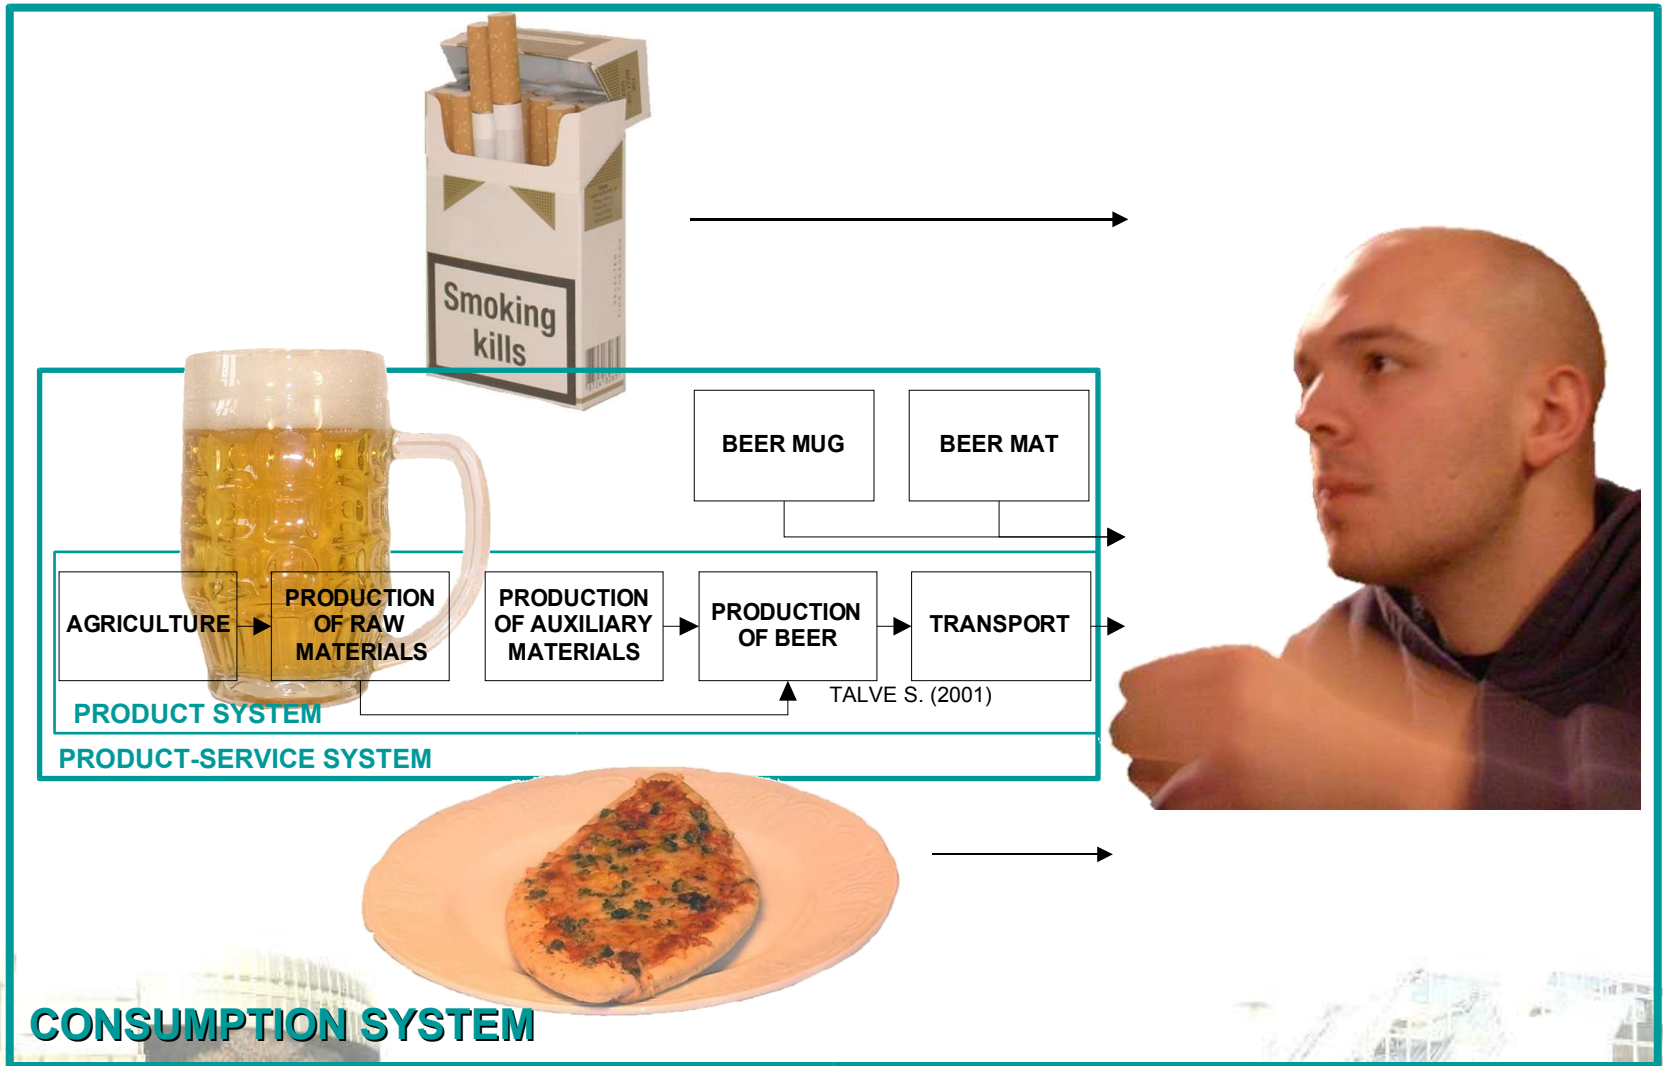 Smoking
kills
BEER MUG
BEER MAT
AGRICULTURE
PRODUCTION
OF RAW
MATERIALS
PRODUCTION
OF AUXILIARY
MATERIALS
PRODUCTION
OF BEER
TRANSPORT
TALVE S. (2001)
PRODUCT SYSTEM
PRODUCT-SERVICE SYSTEM
CONSUMPTION SYSTEM